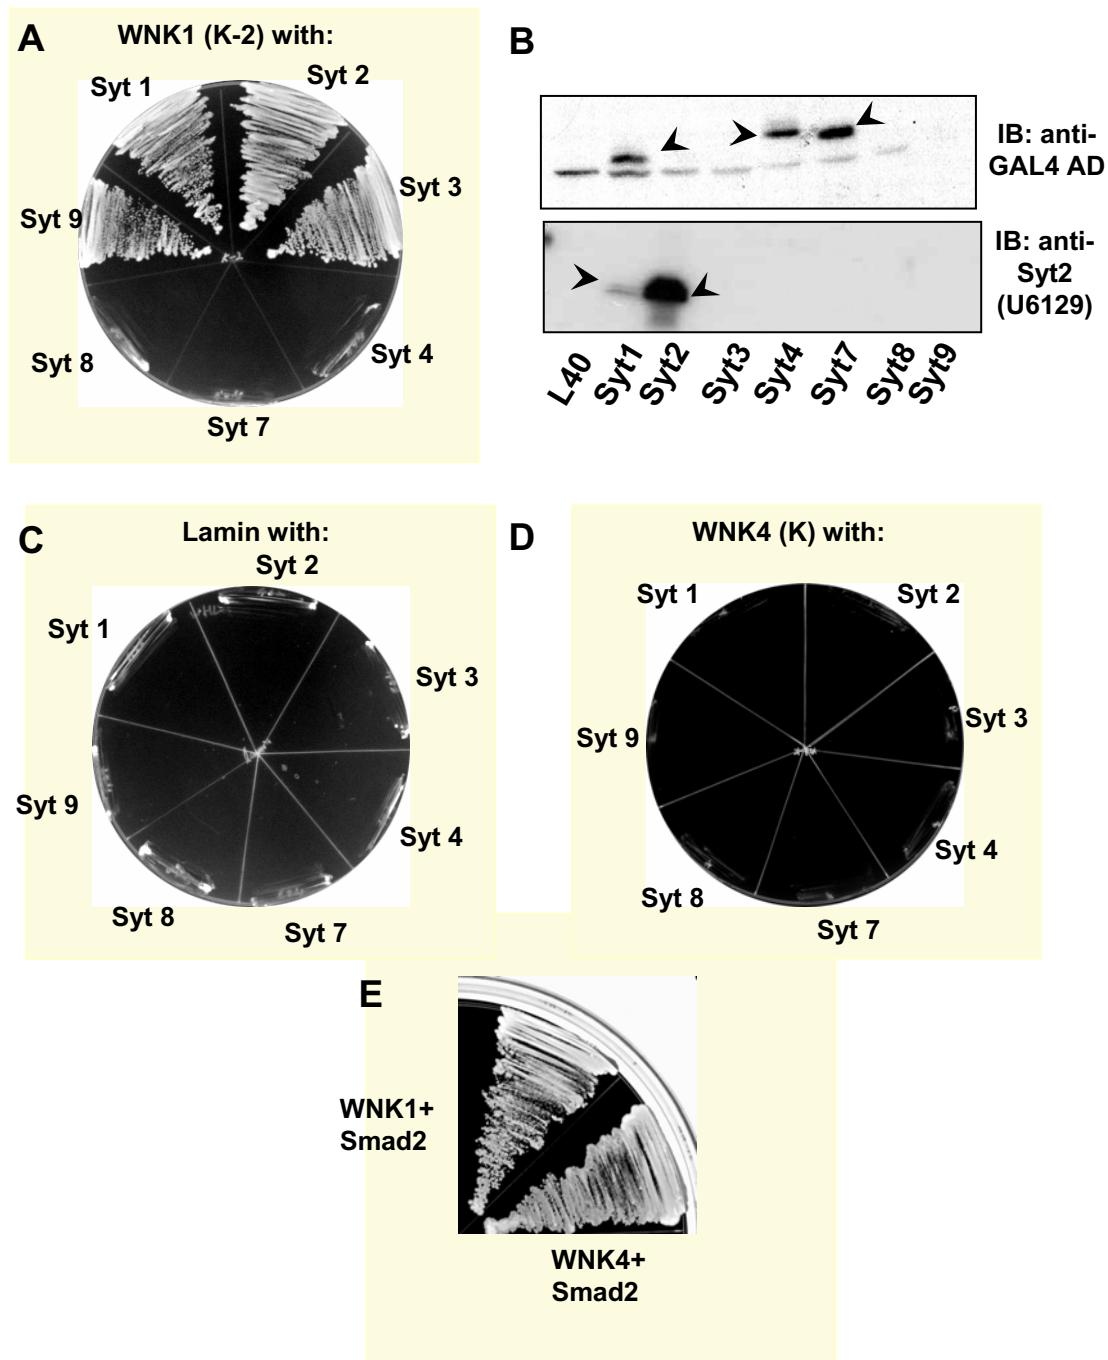 A
WNK1 (K-2) with:
Syt 1
Syt 2
Syt 3
Syt 9
Syt 8
Syt 4
Syt 7
B
IB: anti-
GAL4 AD
IB: anti-
Syt2
(U6129)
L40
Syt1
Syt2
Syt3
Syt4
Syt7
Syt8
Syt9
C
Lamin with:
Syt 2
Syt 1
Syt 3
Syt 9
Syt 4
Syt 8
Syt 7
D
WNK4 (K) with:
Syt 1
Syt 2
Syt 3
Syt 9
Syt 4
Syt 8
Syt 7
E
WNK1+
Smad2
WNK4+
Smad2